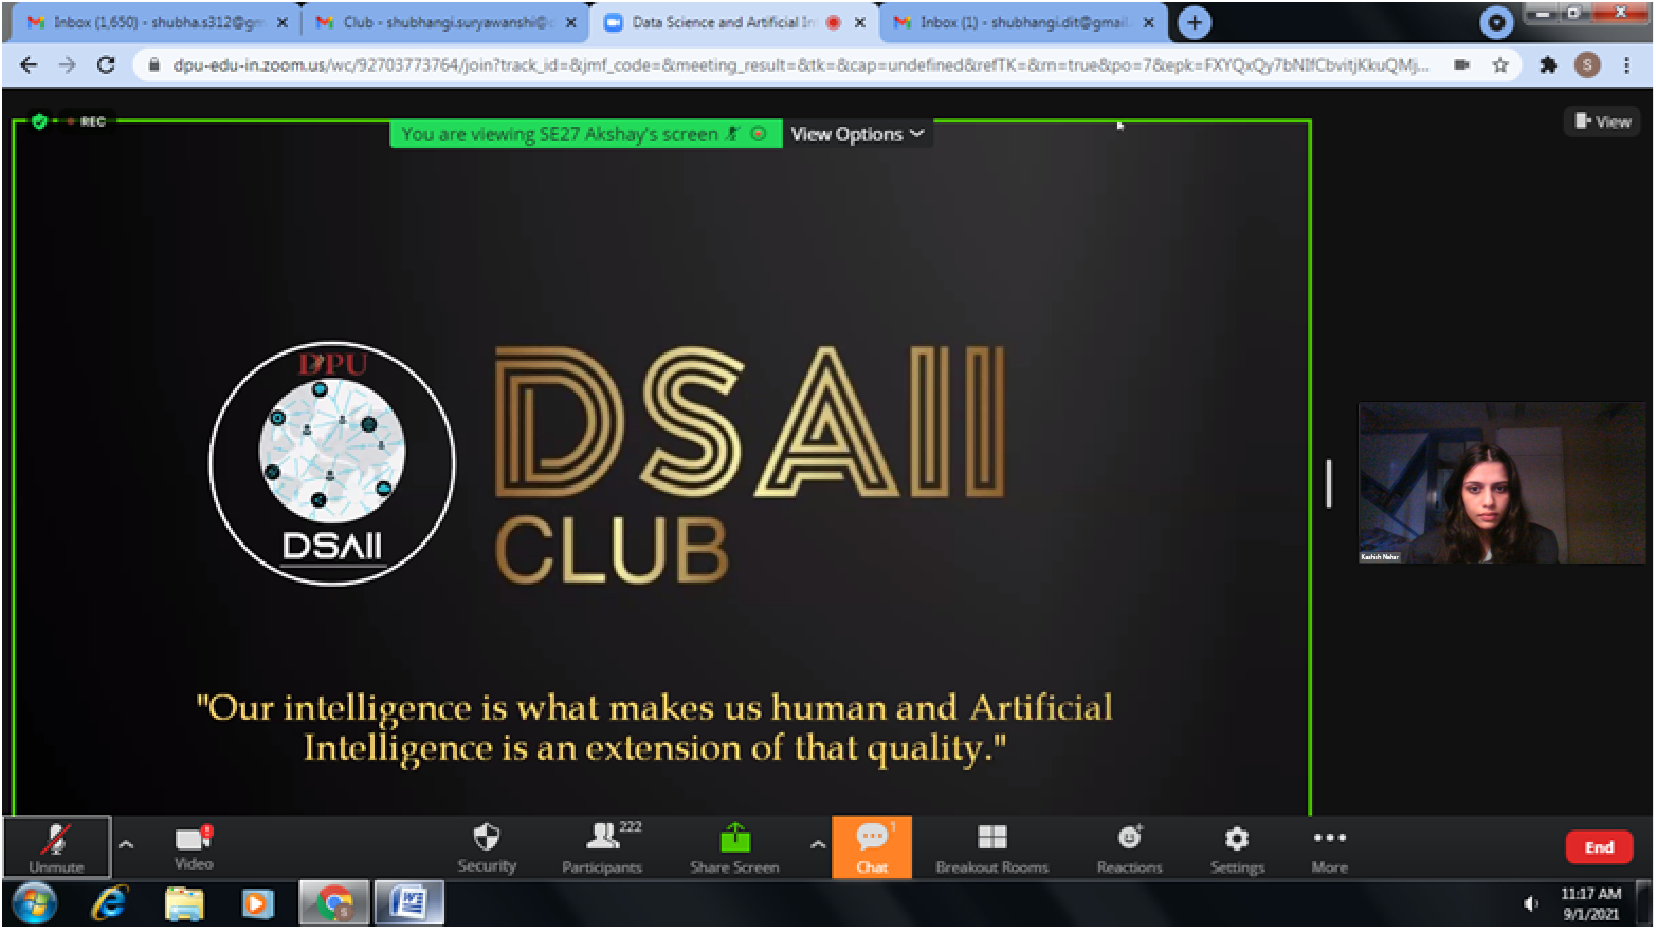 Inbox (1,650) - shubha.s312@gm
Club - shubhangi.suryawanshi@d
Data Science and Artificial In
Inbox (1) - shubhangi.dit@gmail.
dpu-edu-in.zoom.us/wc/92703773764/join?track_id=&jmf_code=&meeting_result=&tk=&cap=undefined&refTK=&rn=true&po=7&epk=FXYQxQy7bNIfCbvitjKkuQMj...
S
REC
You are viewing SE27 Akshay's screen
View Options
View
DPU
DSAII
DSAII
CLUB
"Our intelligence is what makes us human and Artificial
Intelligence is an extension of that quality."
Kashish Nahar
Unmute
Video
Security
Participants 222
Share Screen
Chat 1
Breakout Rooms
Reactions
Settings
More
End
11:17 AM
9/1/2021